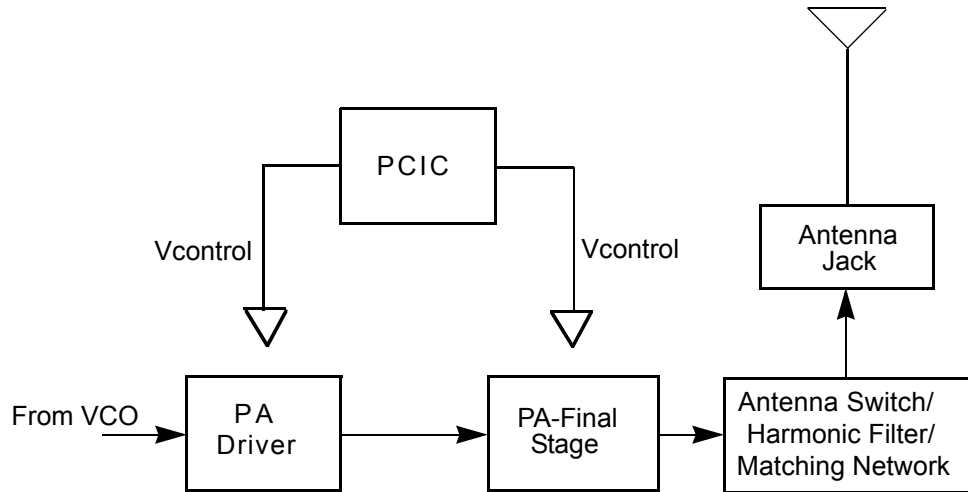 PCIC
Vcontrol
Vcontrol
Antenna
Jack
From VCO
PA
Driver
PA-Final
Stage
Antenna Switch/
Harmonic Filter/
Matching Network